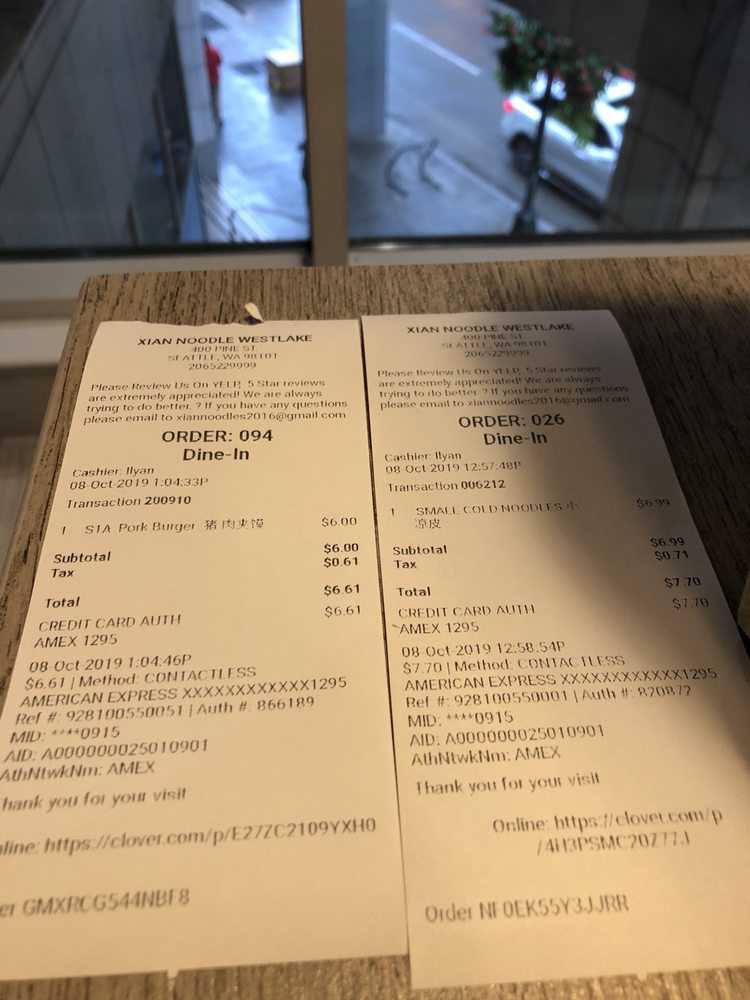 XIAN NOODLE WESTLAKE
400 PINE ST.
SEATTLE, WA 98101
2065229999
Please Review Us On YELP, 5 Star reviews
are extremely appreciated! We are always
trying to do better. ? If you have any questions
please email to xiannoodles2016@gmail.com
ORDER: 094
Dine-In
Cashier: Ilyan
08-Oct-2019 1:04:33P
Transaction 200910
1 S1A Pork Burger 猪肉夹馍 $6.00
Subtotal $6.00
Tax $0.61
Total $6.61
CREDIT CARD AUTH $6.61
AMEX 1295
08-Oct-2019 1:04:46P
$6.61 | Method: CONTACTLESS
AMERICAN EXPRESS XXXXXXXXXXXX1295
Ref #: 928100550051 | Auth #: 866189
MID: ****0915
AID: A000000025010901
AthNtwkNm: AMEX
Thank you for your visit
line: https://clover.com/p/E27ZC2109YXH0
er GMXRCG544NBF8
XIAN NOODLE WESTLAKE
400 PINE ST.
SEATTLE, WA 98101
2065229999
Please Review Us On YELP, 5 Star reviews
are extremely appreciated! We are always
trying to do better. ? If you have any questions
please email to xiannoodles2016@gmail.com
ORDER: 026
Dine-In
Cashier: Ilyan
08-Oct-2019 12:57:48P
Transaction 006212
1 SMALL COLD NOODLES 小 $6.99
凉皮
Subtotal $6.99
Tax $0.71
Total $7.70
CREDIT CARD AUTH $7.70
AMEX 1295
08-Oct-2019 12:58:54P
$7.70 | Method: CONTACTLESS
AMERICAN EXPRESS XXXXXXXXXXXX1295
Ref #: 928100550001 | Auth #: 820872
MID: ****0915
AID: A000000025010901
AthNtwkNm: AMEX
Thank you for your visit
Online: https://clover.com/p
/4H3PSMC20Z77J
Order NF0EK55Y3JJRR